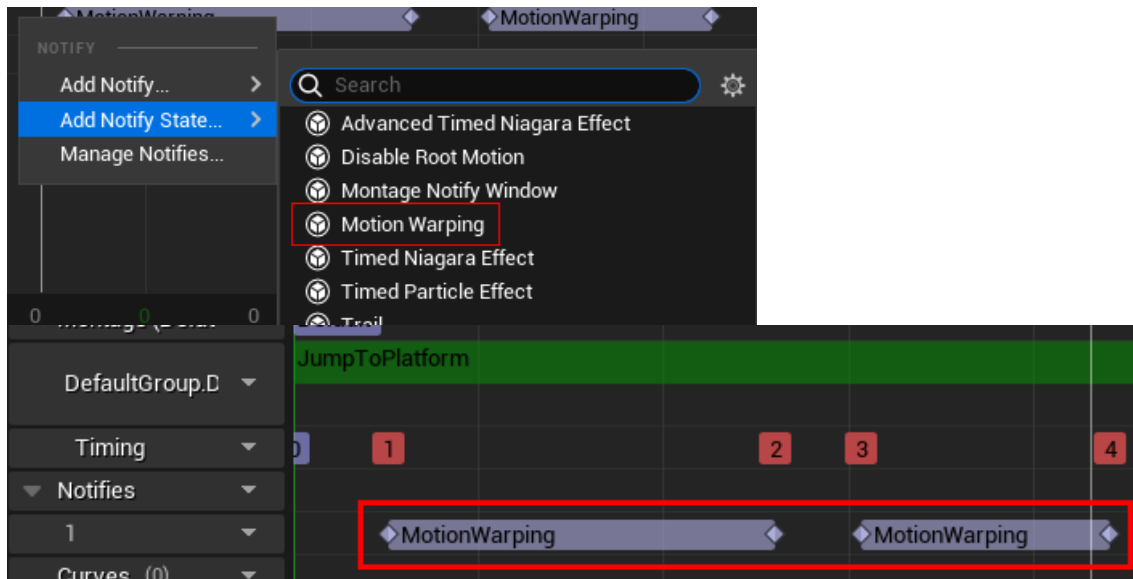 MotionWarping MotionWarping
NOTIFY
Add Notify...
Add Notify State...
Manage Notifies...
Search
Advanced Timed Niagara Effect
Disable Root Motion
Montage Notify Window
Motion Warping
Timed Niagara Effect
Timed Particle Effect
Trail
0 0 0
JumpToPlatform
DefaultGroup.D
Timing
1 2 3 4
Notifies
1 MotionWarping MotionWarping
Curves (0)